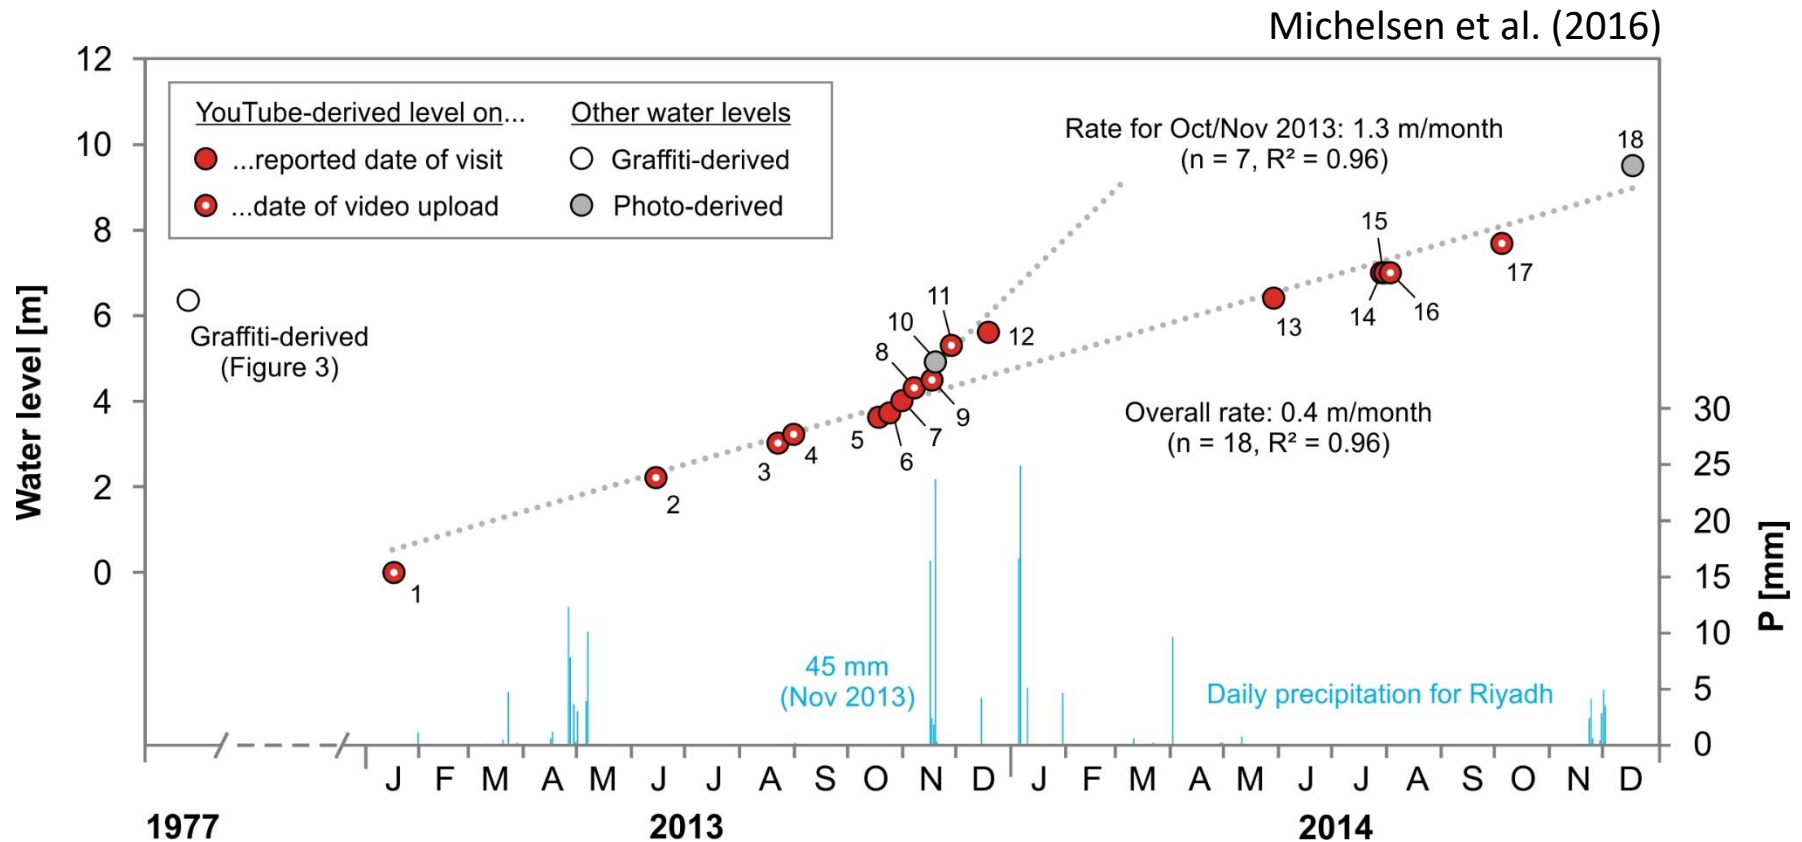 Michelsen et al. (2016)
YouTube-derived level on...
...reported date of visit
...date of video upload
Other water levels
Graffiti-derived
Photo-derived
Rate for Oct/Nov 2013: 1.3 m/month
(n = 7, R² = 0.96)
Overall rate: 0.4 m/month
(n = 18, R² = 0.96)
Graffiti-derived
(Figure 3)
45 mm
(Nov 2013)
Daily precipitation for Riyadh
1
2
3
4
5
6
7
8
9
10
11
12
13
14
15
16
17
18
Water level [m]
12
10
8
6
4
2
0
P [mm]
30
25
20
15
10
5
0
J F M A M J J A S O N D J F M A M J J A S O N D
1977 2013 2014